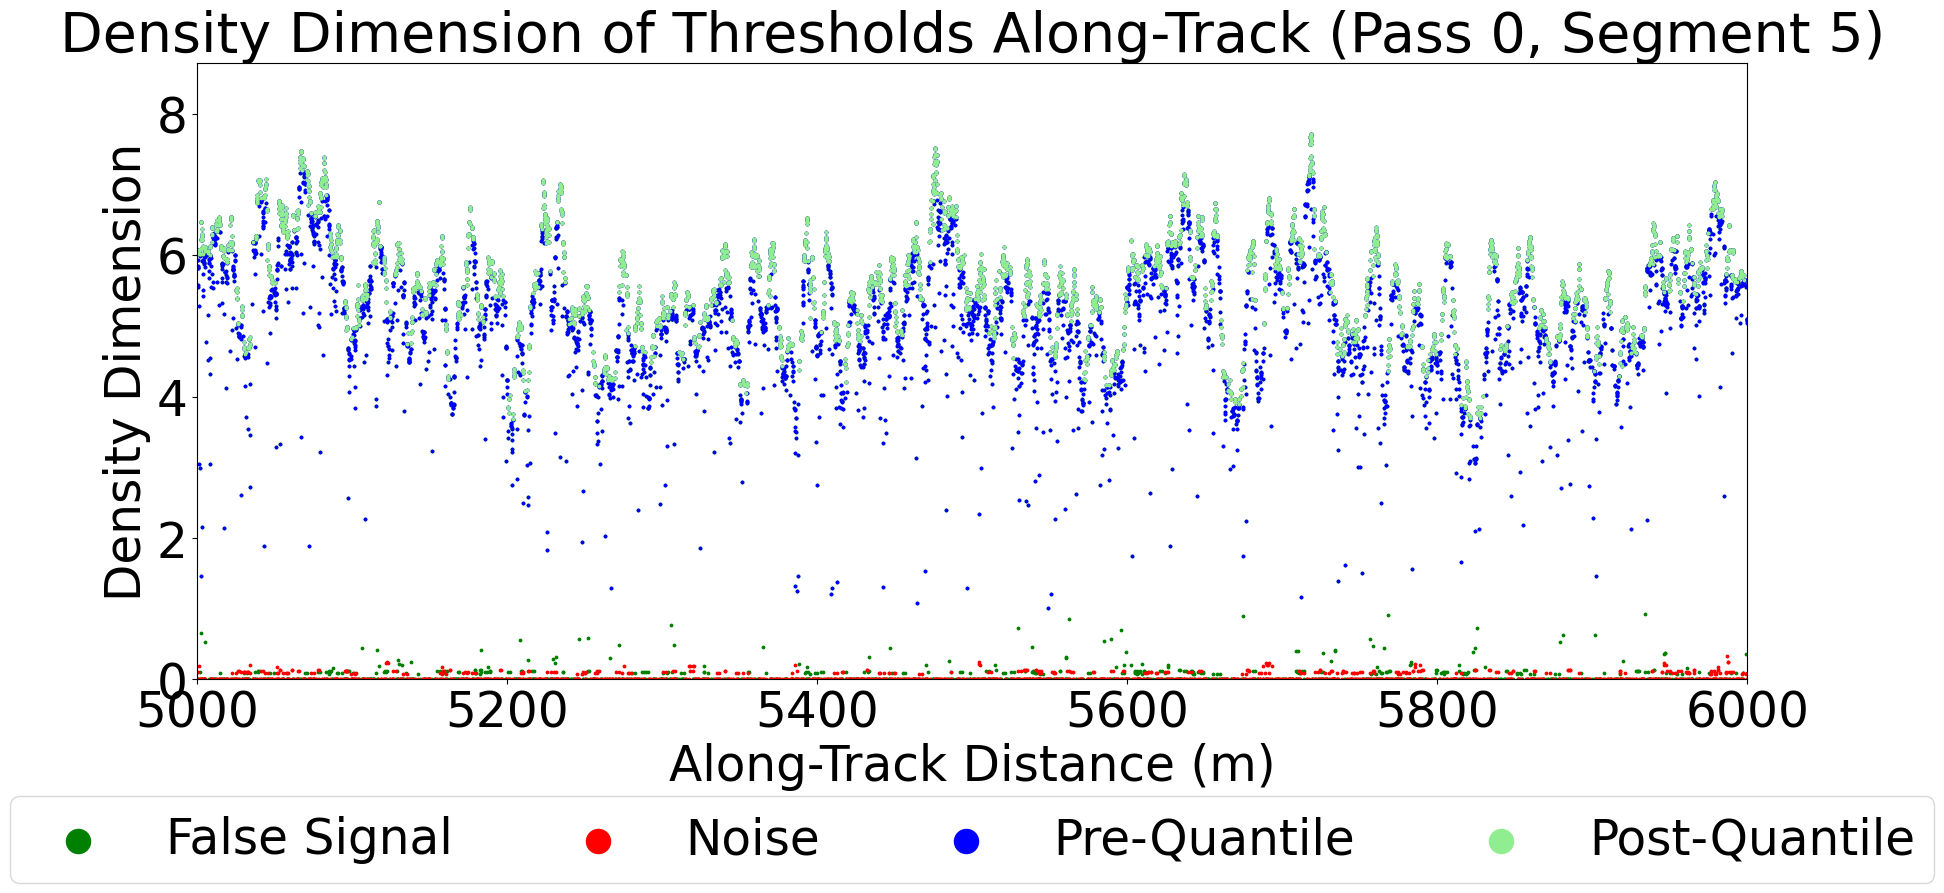 Density Dimension of Thresholds Along-Track (Pass 0, Segment 5)
Density Dimension
8
6
4
2
0
5000 5200 5400 5600 5800 6000
Along-Track Distance (m)
False Signal Noise Pre-Quantile Post-Quantile